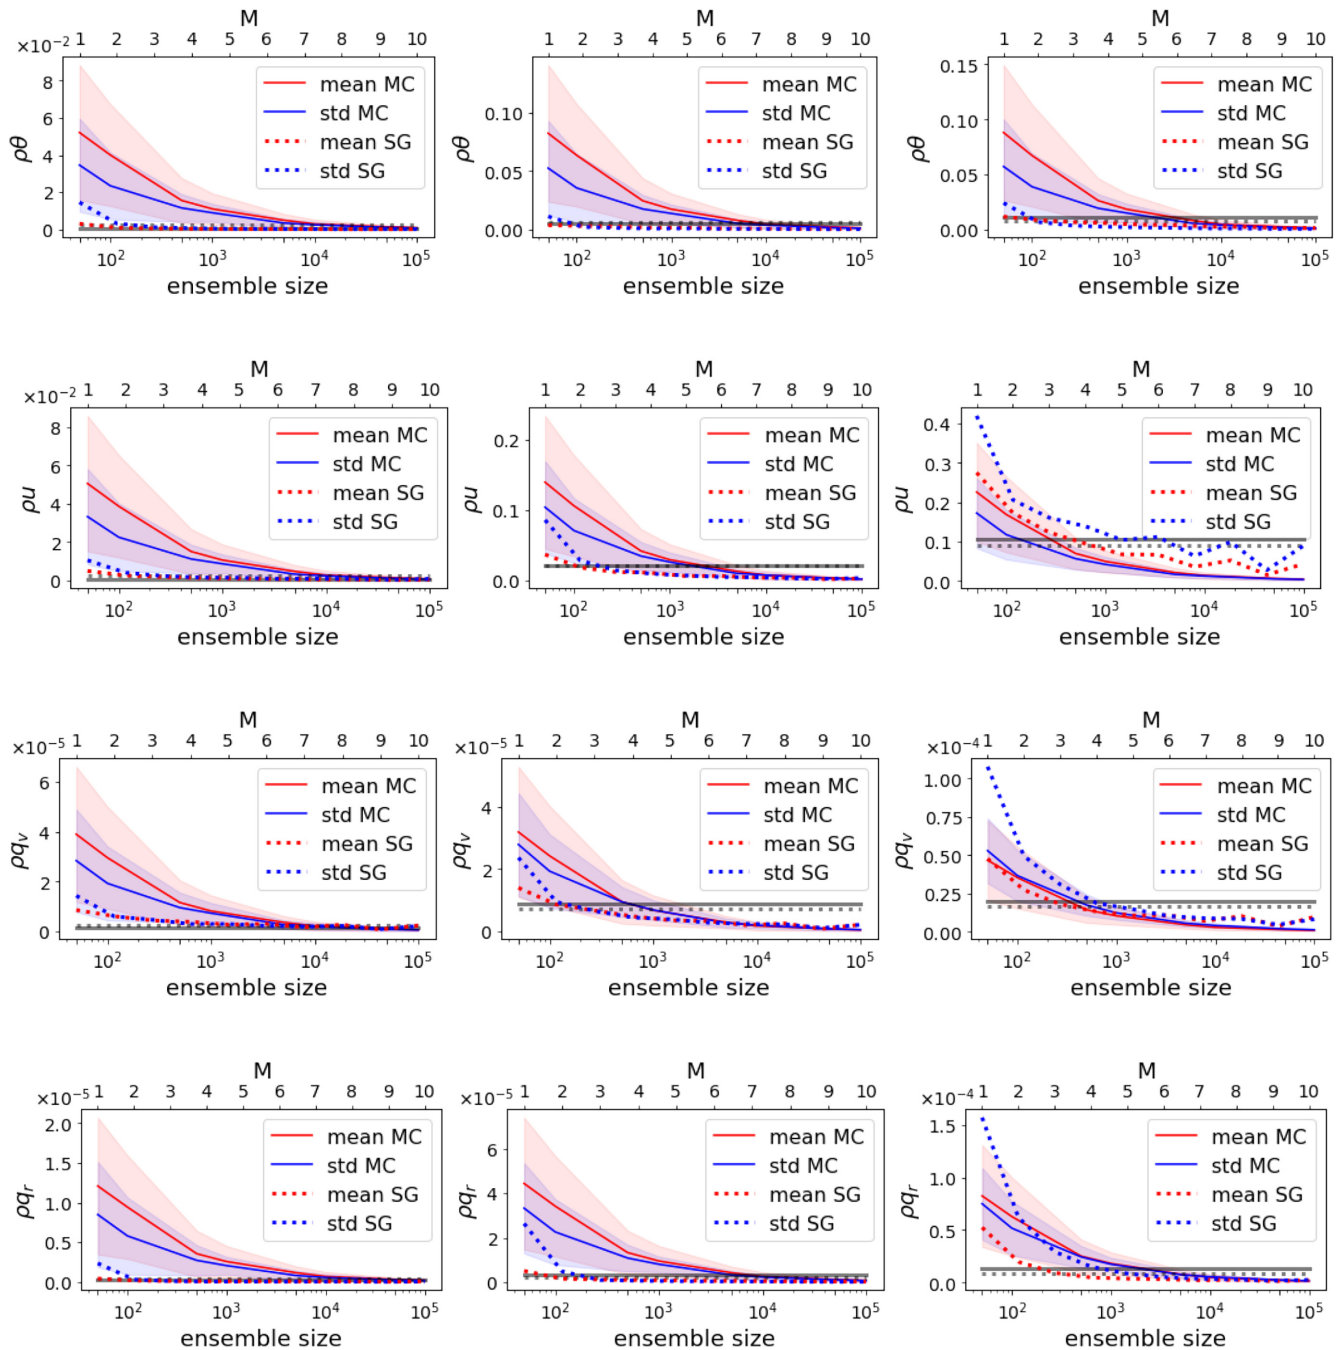 M M M
×10⁻² 1 2 3 4 5 6 7 8 9 10 1 2 3 4 5 6 7 8 9 10 1 2 3 4 5 6 7 8 9 10
8 6 4 2 0 ρθ mean MC 0.10 0.05 0.00 ρθ mean MC 0.15 0.10 0.05 0.00 ρθ mean MC
std MC std MC std MC
mean SG mean SG mean SG
std SG std SG std SG
10² 10³ 10⁴ 10⁵ 10² 10³ 10⁴ 10⁵ 10² 10³ 10⁴ 10⁵
ensemble size ensemble size ensemble size
M M M
×10⁻² 1 2 3 4 5 6 7 8 9 10 1 2 3 4 5 6 7 8 9 10 1 2 3 4 5 6 7 8 9 10
8 6 4 2 0 ρu mean MC 0.2 0.1 0.0 ρu mean MC 0.4 0.3 0.2 0.1 0.0 ρu mean MC
std MC std MC std MC
mean SG mean SG mean SG
std SG std SG std SG
10² 10³ 10⁴ 10⁵ 10² 10³ 10⁴ 10⁵ 10² 10³ 10⁴ 10⁵
ensemble size ensemble size ensemble size
M M M
×10⁻⁵ 1 2 3 4 5 6 7 8 9 10 ×10⁻⁵ 1 2 3 4 5 6 7 8 9 10 ×10⁻⁴ 1 2 3 4 5 6 7 8 9 10
6 4 2 0 ρqᵥ mean MC 4 2 0 ρqᵥ mean MC 1.00 0.75 0.50 0.25 0.00 ρqᵥ mean MC
std MC std MC std MC
mean SG mean SG mean SG
std SG std SG std SG
10² 10³ 10⁴ 10⁵ 10² 10³ 10⁴ 10⁵ 10² 10³ 10⁴ 10⁵
ensemble size ensemble size ensemble size
M M M
×10⁻⁵ 1 2 3 4 5 6 7 8 9 10 ×10⁻⁵ 1 2 3 4 5 6 7 8 9 10 ×10⁻⁴ 1 2 3 4 5 6 7 8 9 10
2.0 1.5 1.0 0.5 0.0 ρqᵣ mean MC 6 4 2 0 ρqᵣ mean MC 1.5 1.0 0.5 0.0 ρqᵣ mean MC
std MC std MC std MC
mean SG mean SG mean SG
std SG std SG std SG
10² 10³ 10⁴ 10⁵ 10² 10³ 10⁴ 10⁵ 10² 10³ 10⁴ 10⁵
ensemble size ensemble size ensemble size